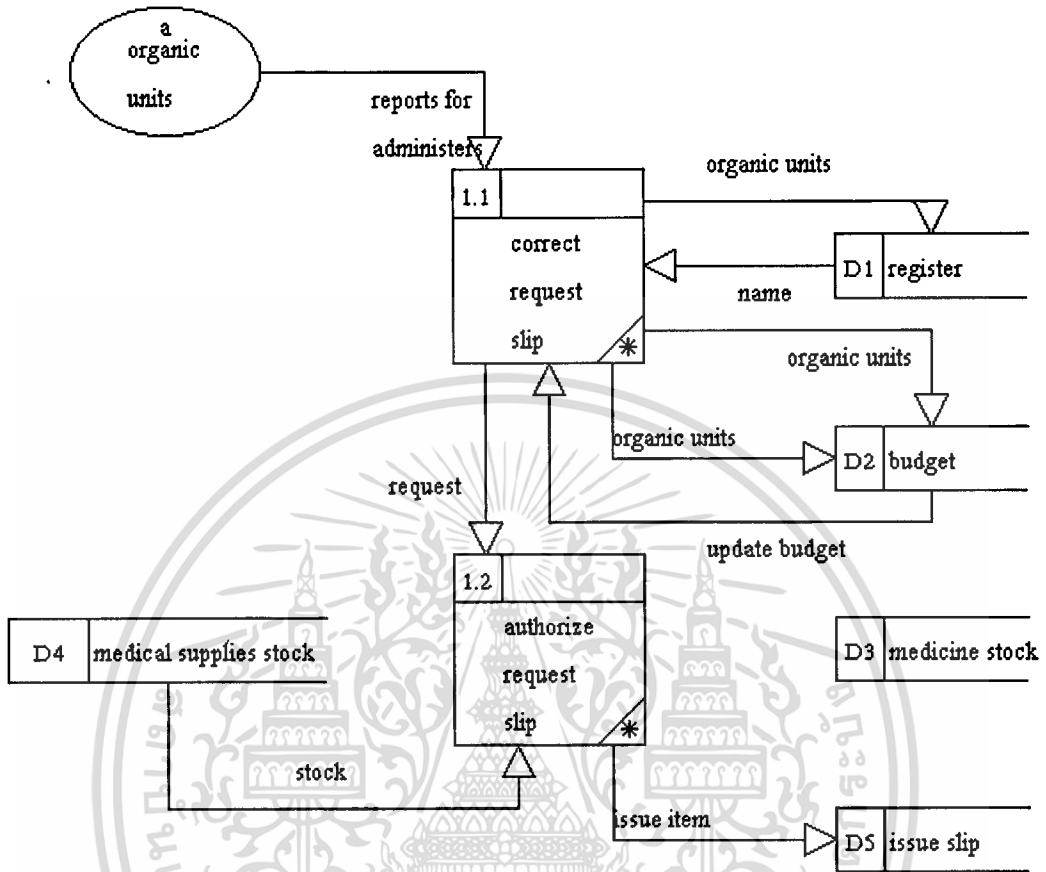 a
organic
units
reports for
administers
organic units
1.1
correct
request
slip
*
D1 register
name
organic units
organic units
D2 budget
request
update budget
1.2
authorize
request
slip
*
D4 medical supplies stock
D3 medicine stock
stock
issue item
D5 issue slip